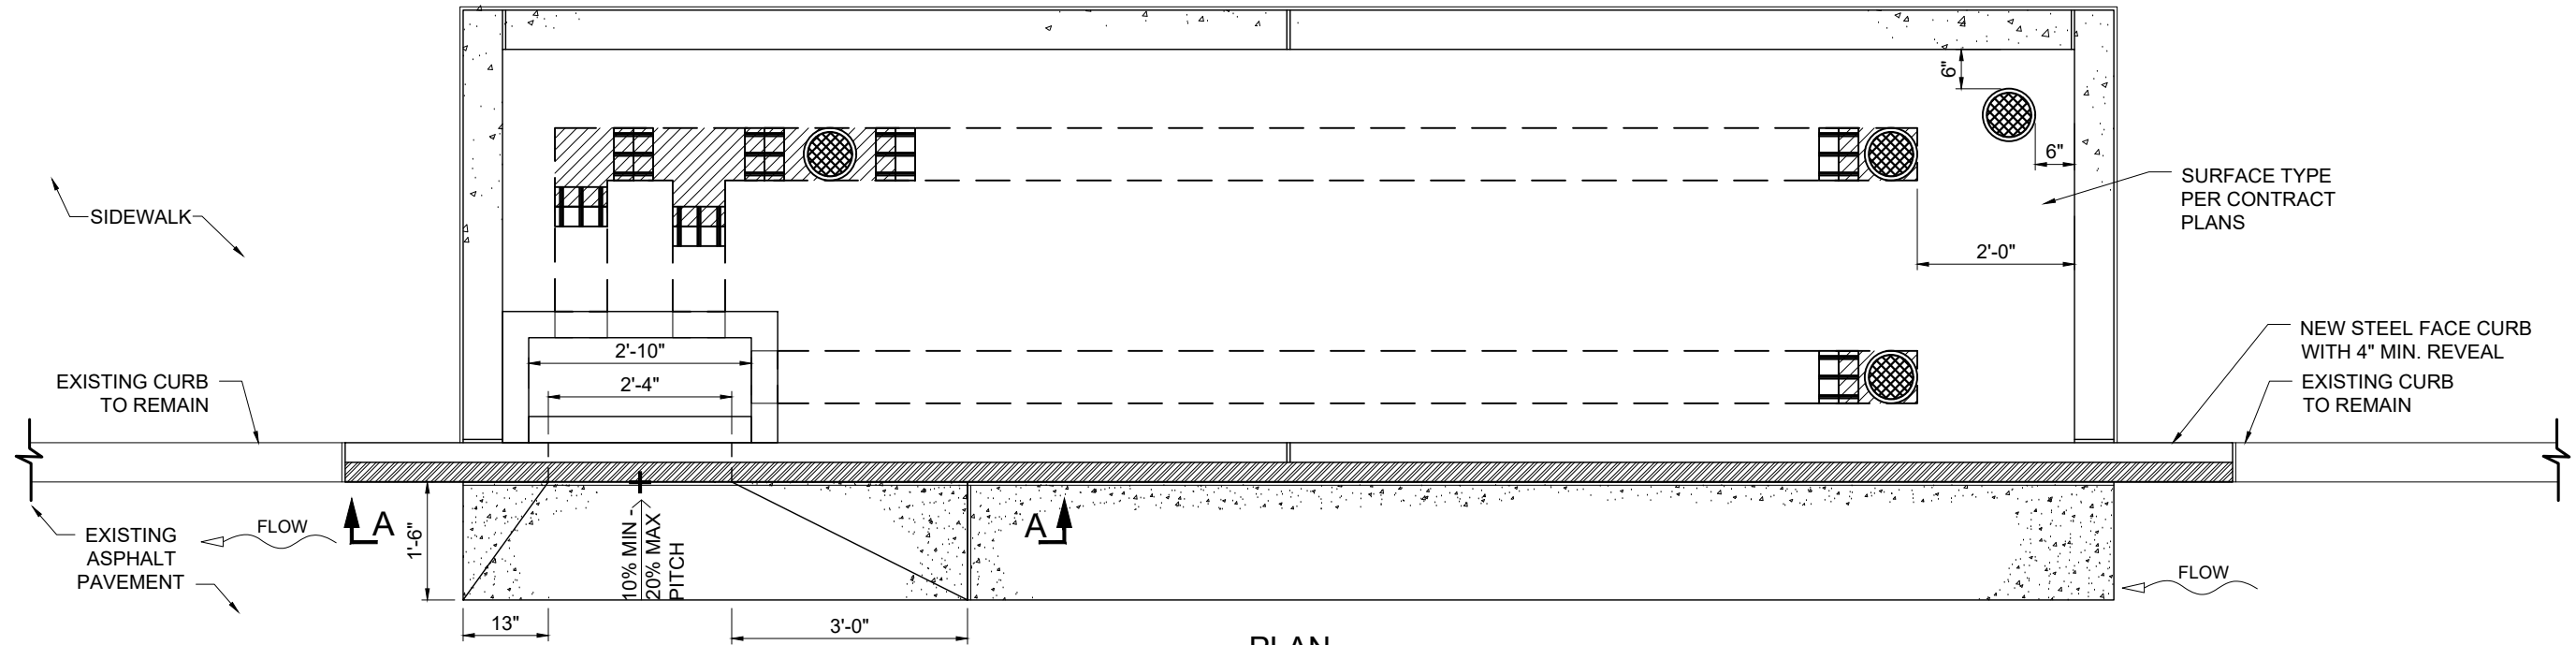 6"
6"
SIDEWALK
SURFACE TYPE
PER CONTRACT
PLANS
2'-0"
NEW STEEL FACE CURB
WITH 4" MIN. REVEAL
2'-10"
EXISTING CURB
TO REMAIN
2'-4"
EXISTING CURB
TO REMAIN
A
A
FLOW
EXISTING
ASPHALT
PAVEMENT
1'-6"
10% MIN -
20% MAX
PITCH
FLOW
13"
3'-0"
PLAN